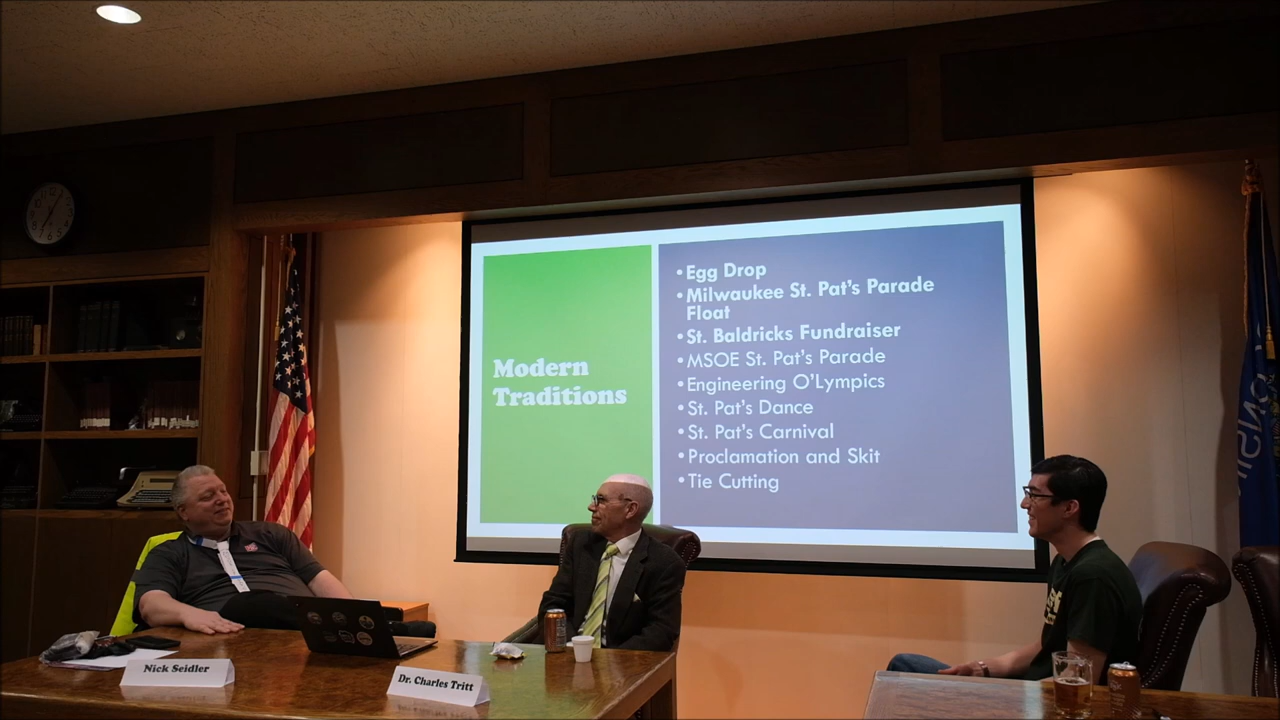 Modern
Traditions
•Egg Drop
•Milwaukee St. Pat's Parade
Float
•St. Baldricks Fundraiser
•MSOE St. Pat's Parade
•Engineering O'Lympics
•St. Pat's Dance
•St. Pat's Carnival
•Proclamation and Skit
•Tie Cutting
Nick Seidler
Dr. Charles Tritt